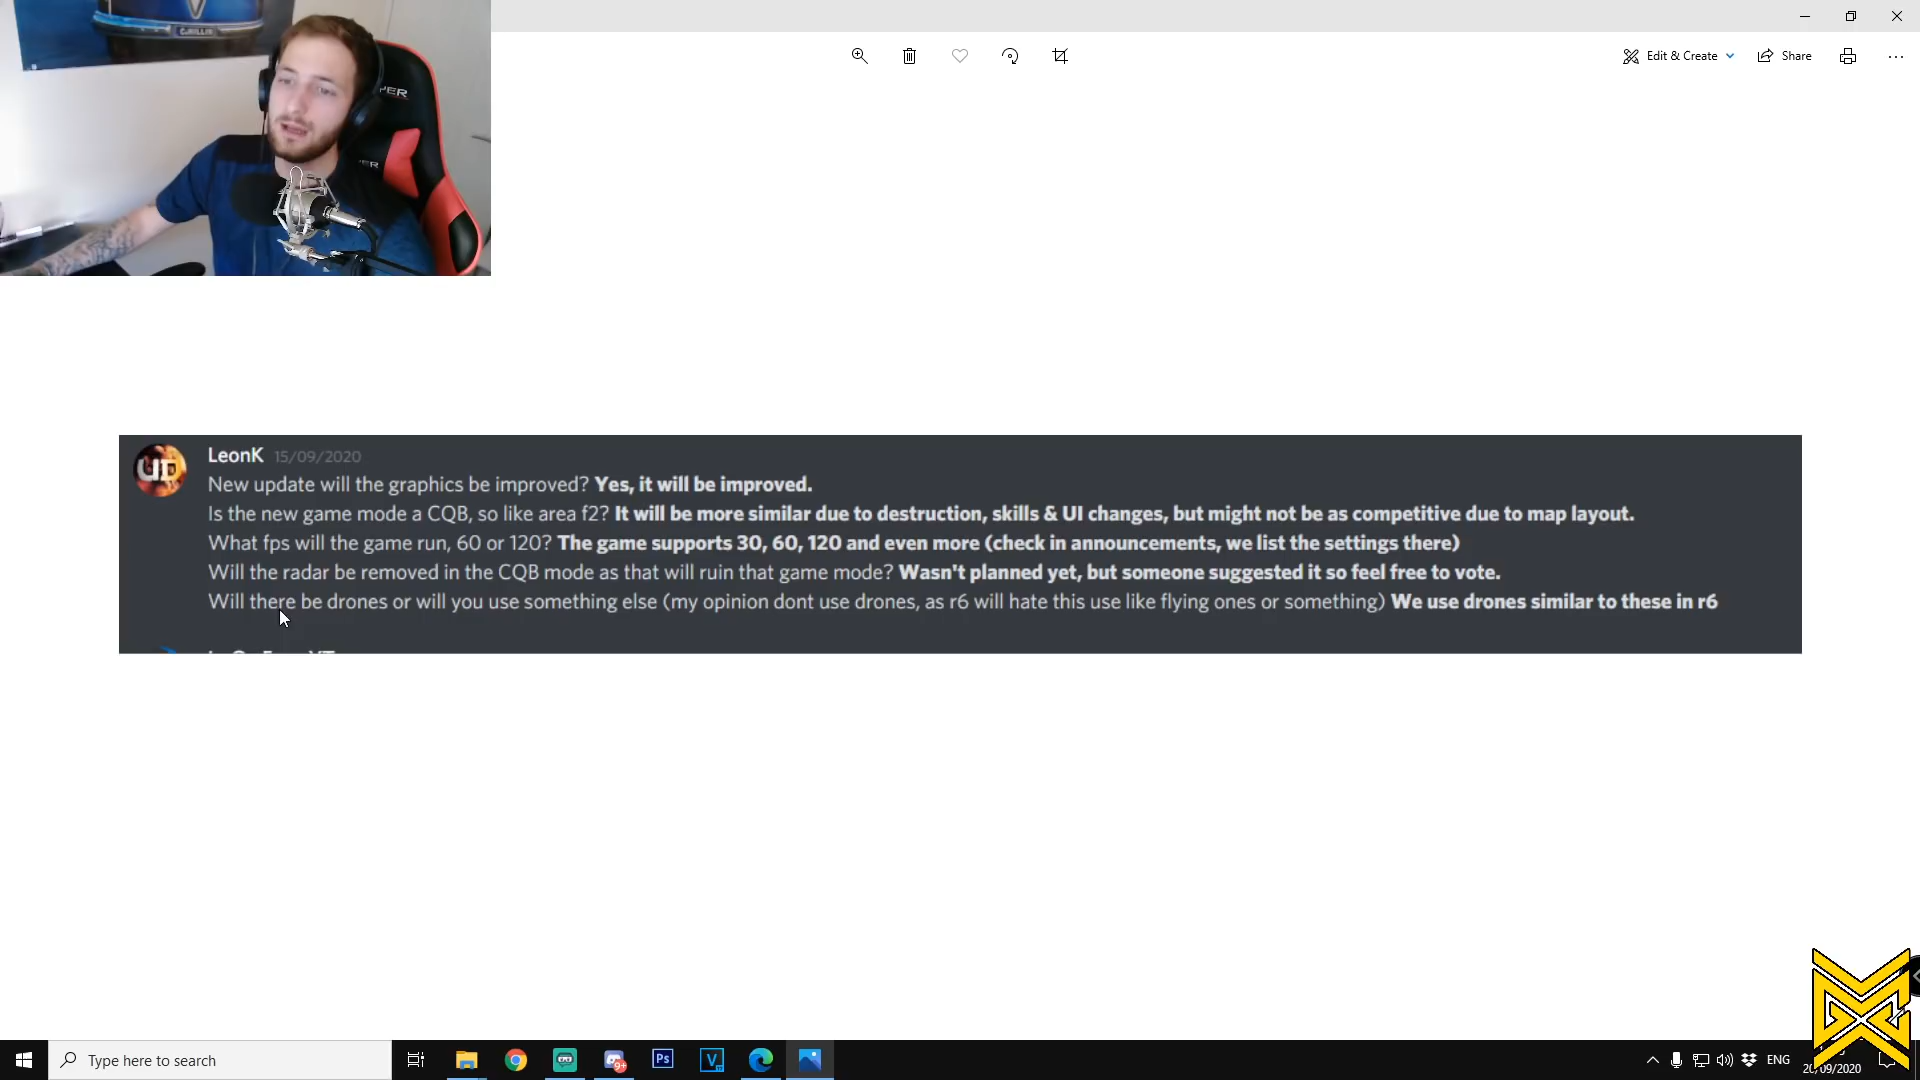 Edit & Create
Share
LeonK 15/09/2020
New update will the graphics be improved? Yes, it will be improved.
Is the new game mode a CQB, so like area f2? It will be more similar due to destruction, skills & UI changes, but might not be as competitive due to map layout.
What fps will the game run, 60 or 120? The game supports 30, 60, 120 and even more (check in announcements, we list the settings there)
Will the radar be removed in the CQB mode as that will ruin that game mode? Wasn't planned yet, but someone suggested it so feel free to vote.
Will there be drones or will you use something else (my opinion dont use drones, as r6 will hate this use like flying ones or something) We use drones similar to these in r6
UD
Type here to search
Ps
V
9+
ENG
20/09/2020